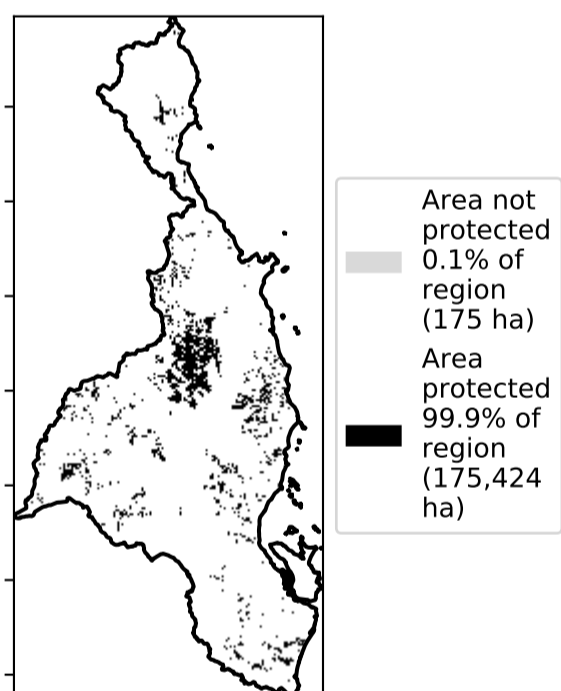 Area not
protected
0.1% of
region
(175 ha)
Area
protected
99.9% of
region
(175,424
ha)